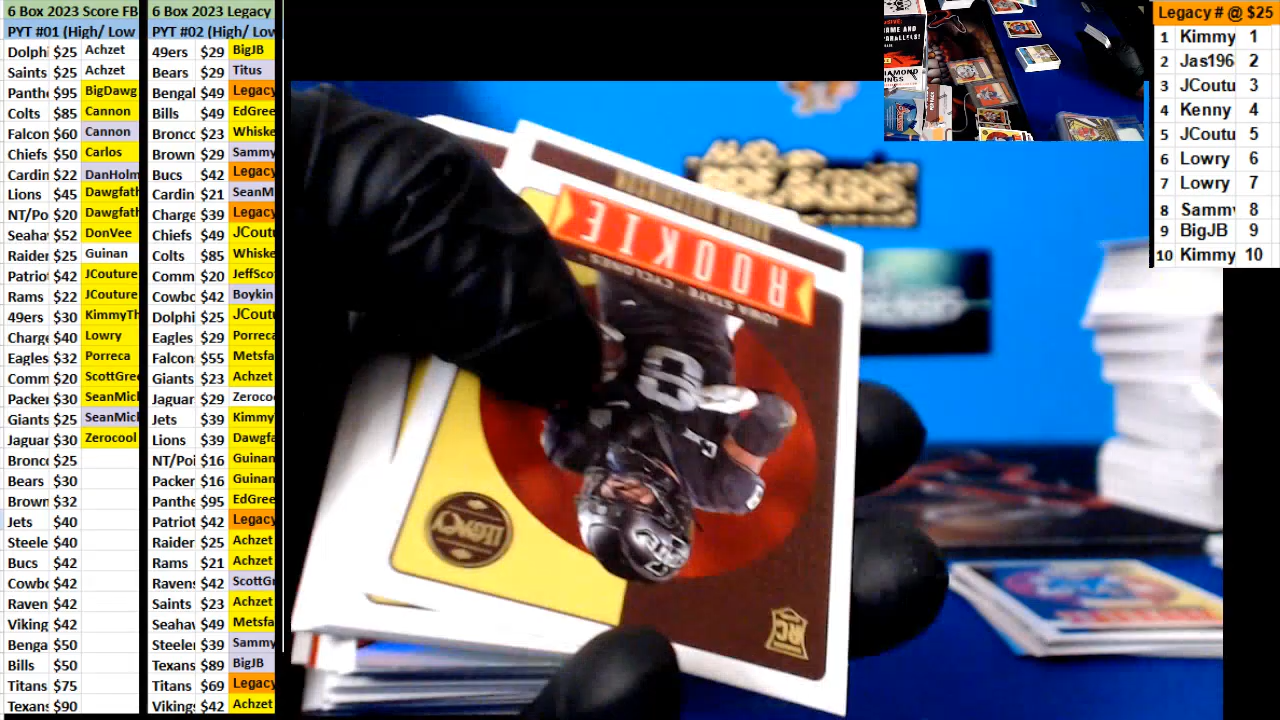 6 Box 2023 Score FB
PYT #01 (High/ Low
Dolph $25 Achzet
Saints $25 Achzet
Panthe $95 BigDawg
Colts $85 Cannon
Falcon $60 Cannon
Chiefs $50 Carlos
Cardin $22 DanHolm
Lions $45 Dawgfath
NT/Po $20 Dawgfath
Seaha $52 DonVee
Raider $25 Guinan
Patriot $42 JCouture
Rams $22 JCouture
49ers $30 KimmyTh
Charge $40 Lowry
Eagles $32 Porreca
Comm $20 ScottGree
Packer $30 SeanMic
Giants $25 SeanMic
Jaguar $30 Zerocool
Bronc $25
Bears $30
Brown $32
Jets $40
Steele $40
Bucs $42
Cowbo $42
Raven $42
Viking $42
Benga $50
Bills $50
Titans $75
Texans $90
6 Box 2023 Legacy
PYT #02 (High/ Low
49ers $29 BigJB
Bears $29 Titus
Bengal $49 Legacy
Bills $49 EdGree
Bronco $23 Whiske
Brown $29 Sammy
Bucs $42 Legacy
Cardin $21 SeanM
Charge $39 Legacy
Chiefs $49 JCoutu
Colts $85 Whiske
Comm $20 JeffSco
Cowbo $42 Boykin
Dolphi $25 JCoutu
Eagles $29 Porreca
Falcon $55 Metsfa
Giants $23 Achzet
Jaguar $29 Zeroco
Jets $39 Kimmy
Lions $39 Dawgfa
NT/Poi $16 Guinan
Packer $16 Guinan
Panthe $95 EdGree
Patriot $42 Legacy
Raider $25 Achzet
Rams $21 Achzet
Ravens $42 ScottGr
Saints $23 Achzet
Seahav $49 Metsfa
Steeler $39 Sammy
Texans $89 BigJB
Titans $69 Legacy
Viking $42 Achzet
ROOKIE
IOWA STATE · CYCLONES
LEGACY
RC
Legacy # @ $25
1 Kimmy 1
2 Jas196 2
3 JCoutu 3
4 Kenny 4
5 JCoutu 5
6 Lowry 6
7 Lowry 7
8 Samm 8
9 BigJB 9
10 Kimmy 10